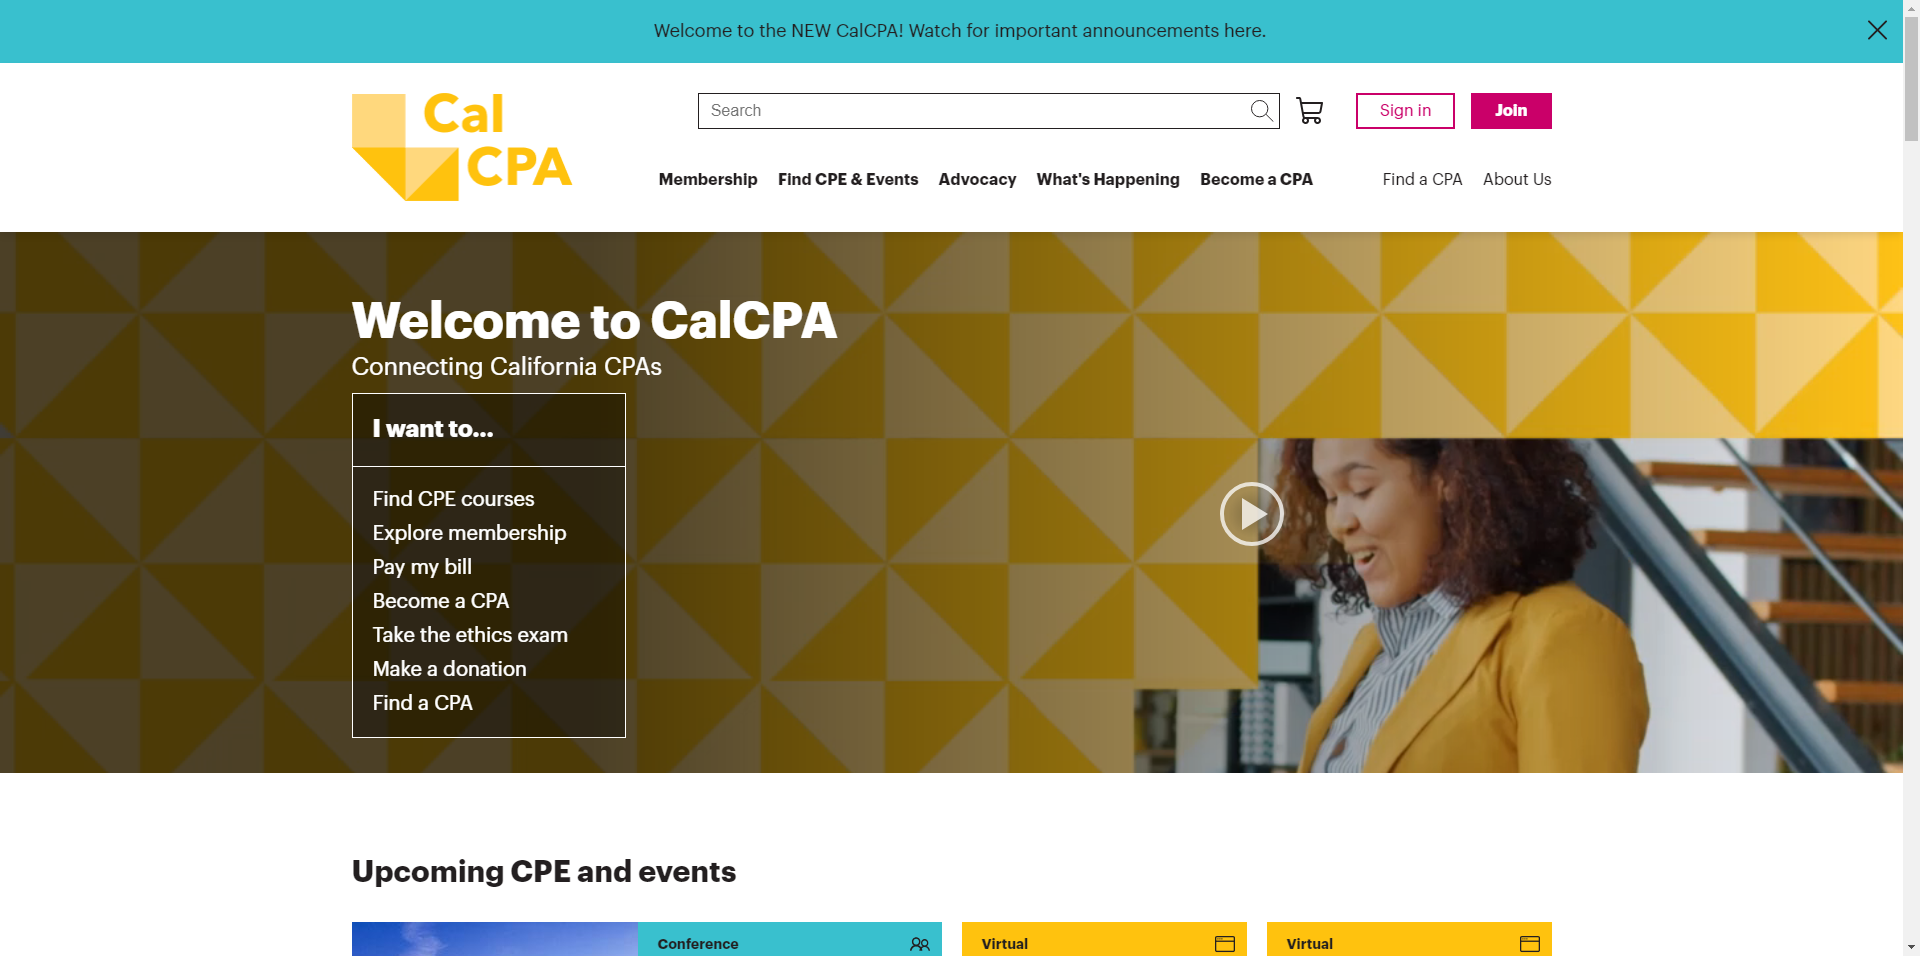 Welcome to the NEW CalCPA! Watch for important announcements here.
Cal
CPA
Search
Sign in
Join
Membership
Find CPE & Events
Advocacy
What's Happening
Become a CPA
Find a CPA
About Us
Welcome to CalCPA
Connecting California CPAs
I want to...
Find CPE courses
Explore membership
Pay my bill
Become a CPA
Take the ethics exam
Make a donation
Find a CPA
Upcoming CPE and events
Conference
Virtual
Virtual